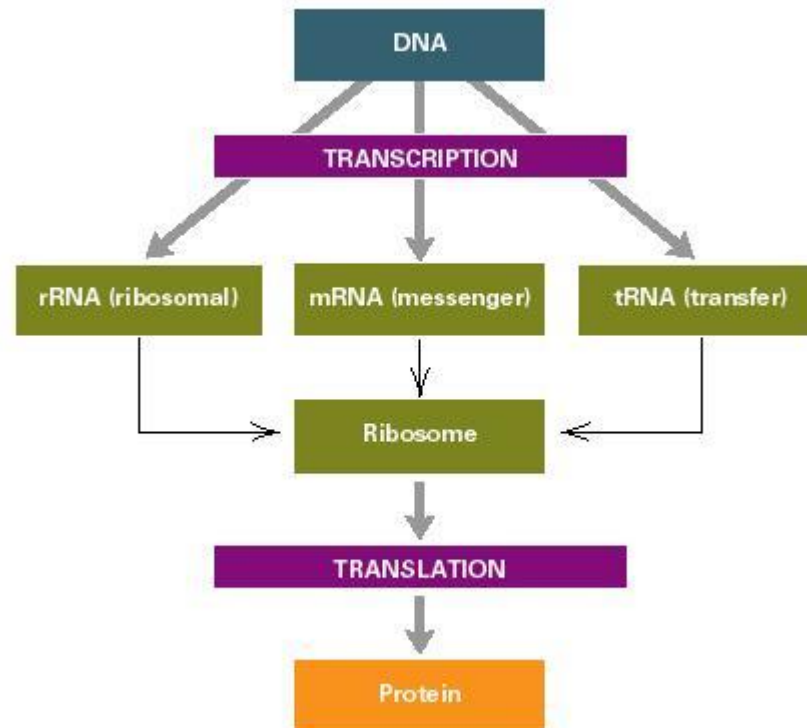 DNA
TRANSCRIPTION
rRNA (ribosomal)
mRNA (messenger)
tRNA (transfer)
Ribosome
TRANSLATION
Protein